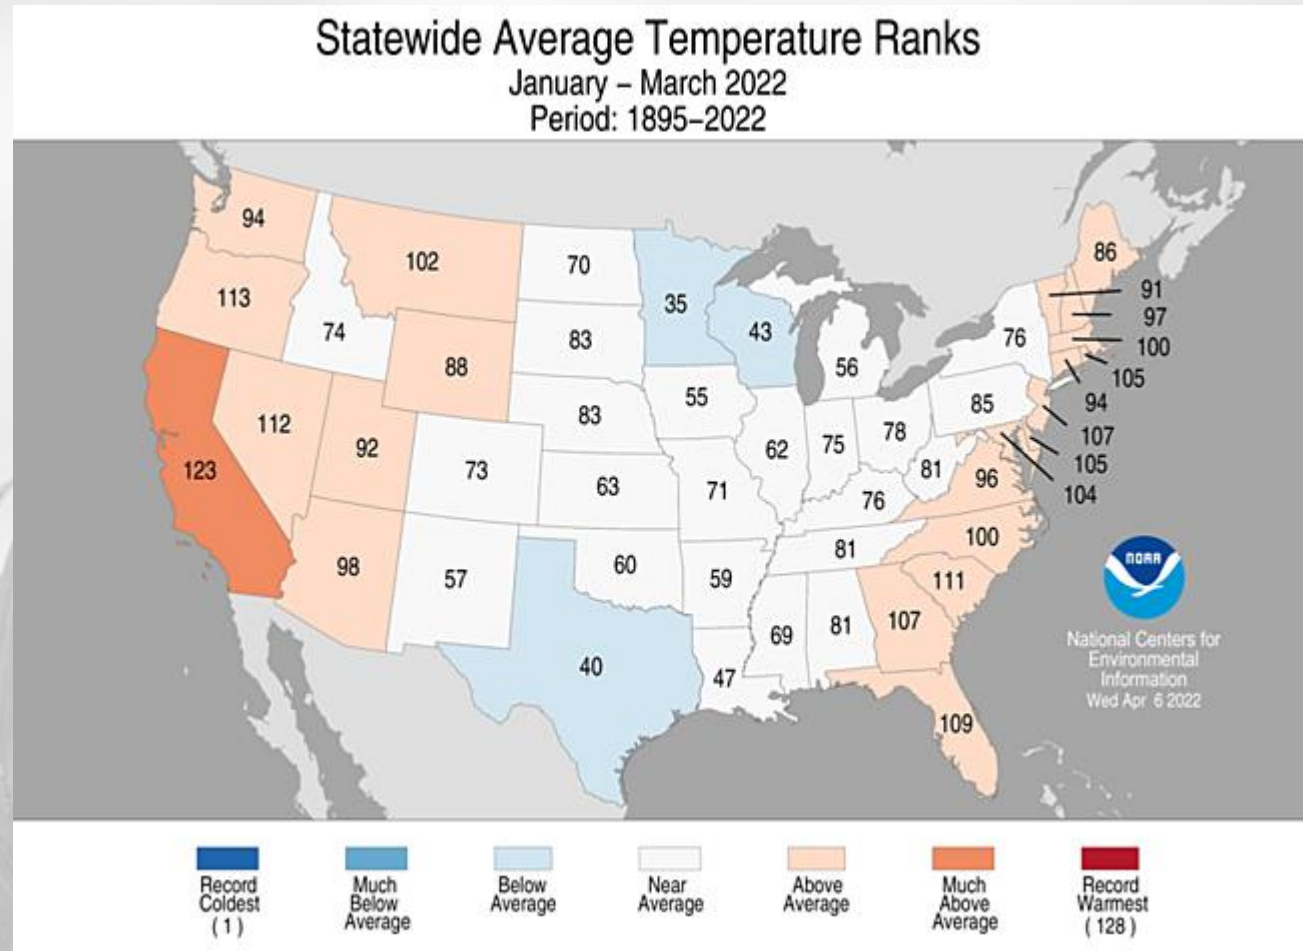 Statewide Average Temperature Ranks
January – March 2022
Period: 1895–2022
94
102
70
86
113
35
91
74
83
43
76
97
88
56
100
105
112
92
83
55
85
94
73
62
75
78
107
123
63
71
81
96
105
76
104
98
57
60
59
81
100
111
69
81
107
40
47
109
NOAA
National Centers for
Environmental
Information
Wed Apr 6 2022
Record
Coldest
( 1 )
Much
Below
Average
Below
Average
Near
Average
Above
Average
Much
Above
Average
Record
Warmest
( 128 )